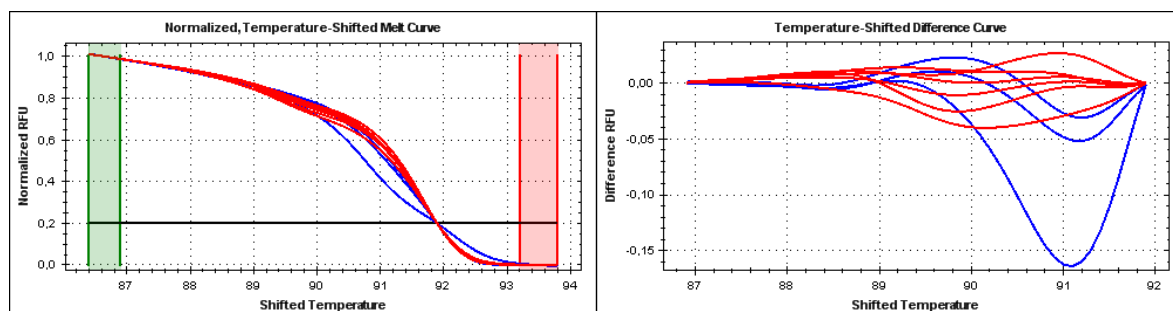 Normalized, Temperature-Shifted Melt Curve
Normalized RFU
1,0
0,8
0,6
0,4
0,2
0,0
87 88 89 90 91 92 93 94
Shifted Temperature
Temperature-Shifted Difference Curve
Difference RFU
0,00
-0,05
-0,10
-0,15
87 88 89 90 91 92
Shifted Temperature